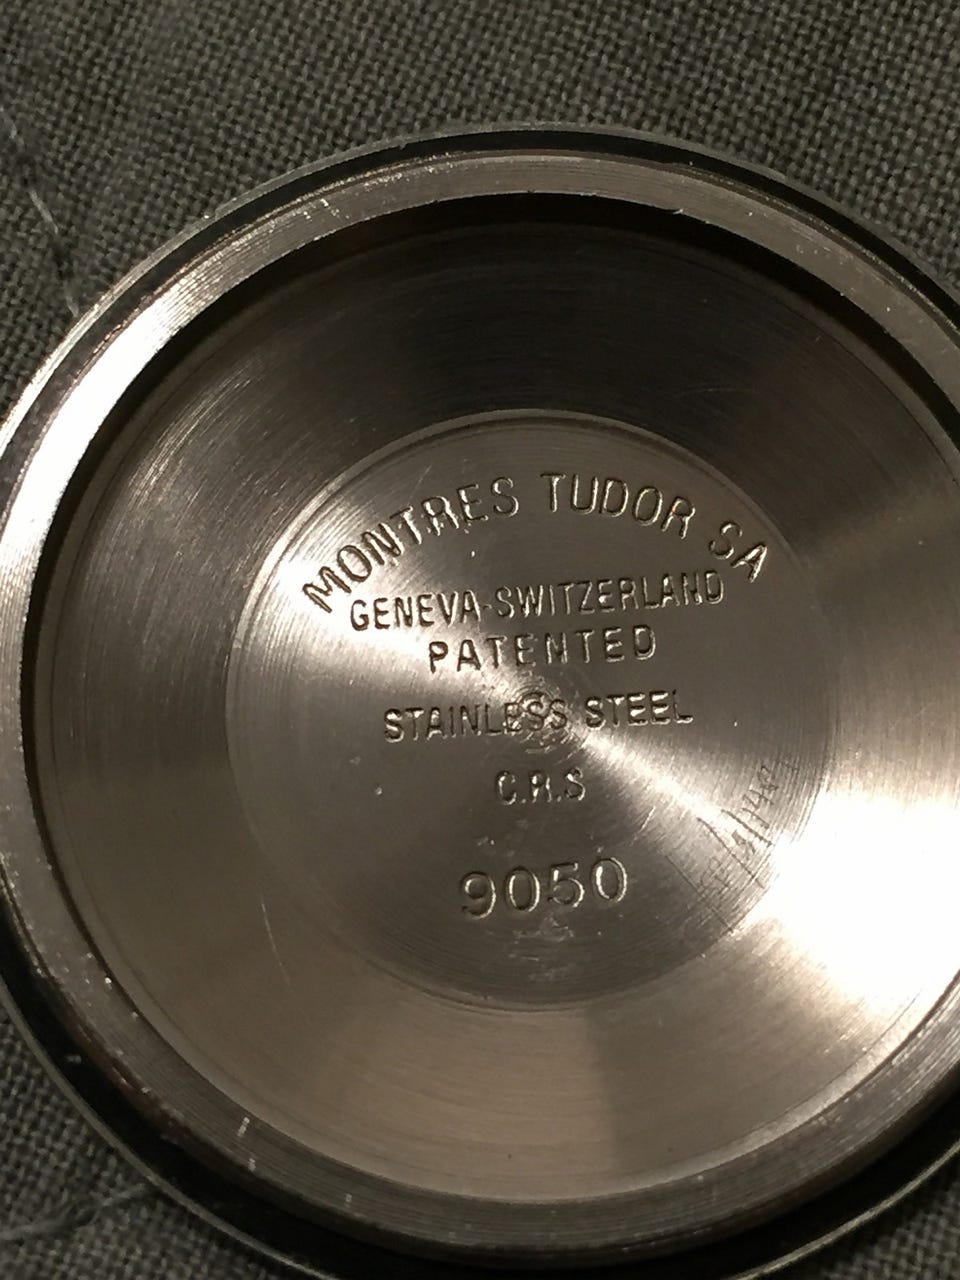 MONTRES TUDOR SA
GENEVA-SWITZERLAND
PATENTED
STAINLESS STEEL
C.R.S
9050